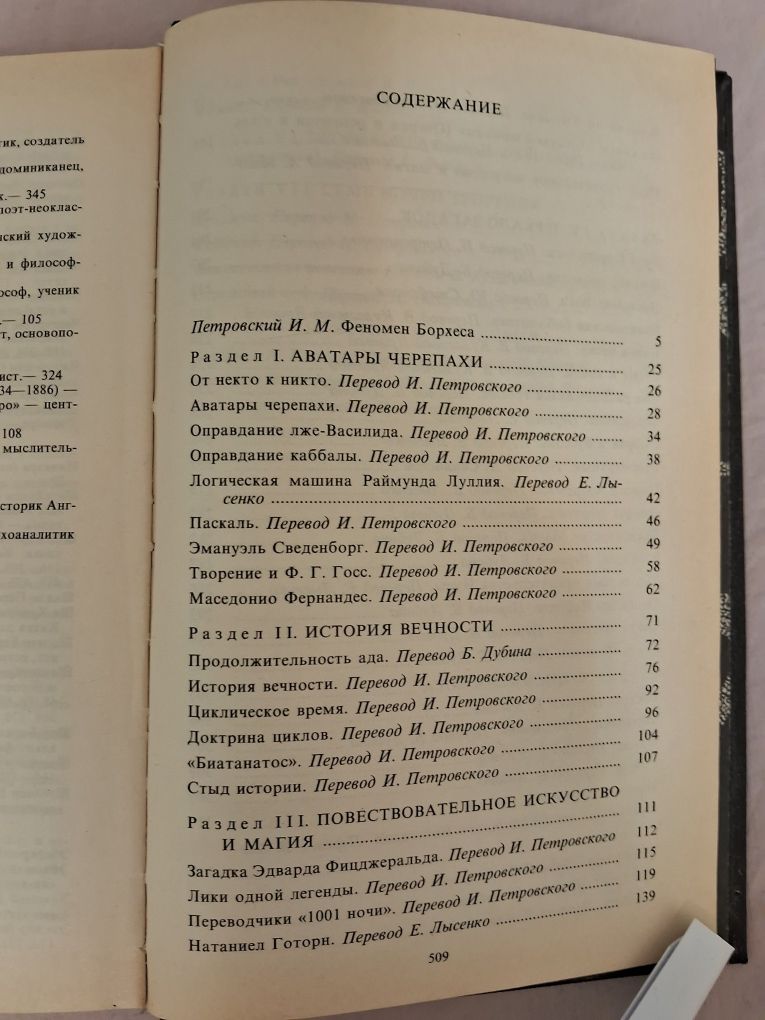 тик, создатель
доминиканец,
к.— 345
поэт-неоклас-
нский худож-
и философ-
ософ, ученик
.— 105
т, основопо-
ист.— 324
34—1886) —
ро» — цент-
108
мыслитель-
сторик Анг-
хоаналитик
СОДЕРЖАНИЕ
Петровский И. М. Феномен Борхеса 5
Раздел I. АВАТАРЫ ЧЕРЕПАХИ 25
От некто к никто. Перевод И. Петровского 26
Аватары черепахи. Перевод И. Петровского 28
Оправдание лже-Василида. Перевод И. Петровского 34
Оправдание каббалы. Перевод И. Петровского 38
Логическая машина Раймунда Луллия. Перевод Е. Лы-
сенко 42
Паскаль. Перевод И. Петровского 46
Эмануэль Сведенборг. Перевод И. Петровского 49
Творение и Ф. Г. Госс. Перевод И. Петровского 58
Маседонио Фернандес. Перевод И. Петровского 62
Раздел II. ИСТОРИЯ ВЕЧНОСТИ 71
Продолжительность ада. Перевод Б. Дубина 72
История вечности. Перевод И. Петровского 76
Циклическое время. Перевод И. Петровского 92
Доктрина циклов. Перевод И. Петровского 96
«Биатанатос». Перевод И. Петровского 104
Стыд истории. Перевод И. Петровского 107
Раздел III. ПОВЕСТВОВАТЕЛЬНОЕ ИСКУССТВО
И МАГИЯ 111
Загадка Эдварда Фицджеральда. Перевод И. Петровского 112
Лики одной легенды. Перевод И. Петровского 115
Переводчики «1001 ночи». Перевод И. Петровского 119
Натаниел Готорн. Перевод Е. Лысенко 139
509